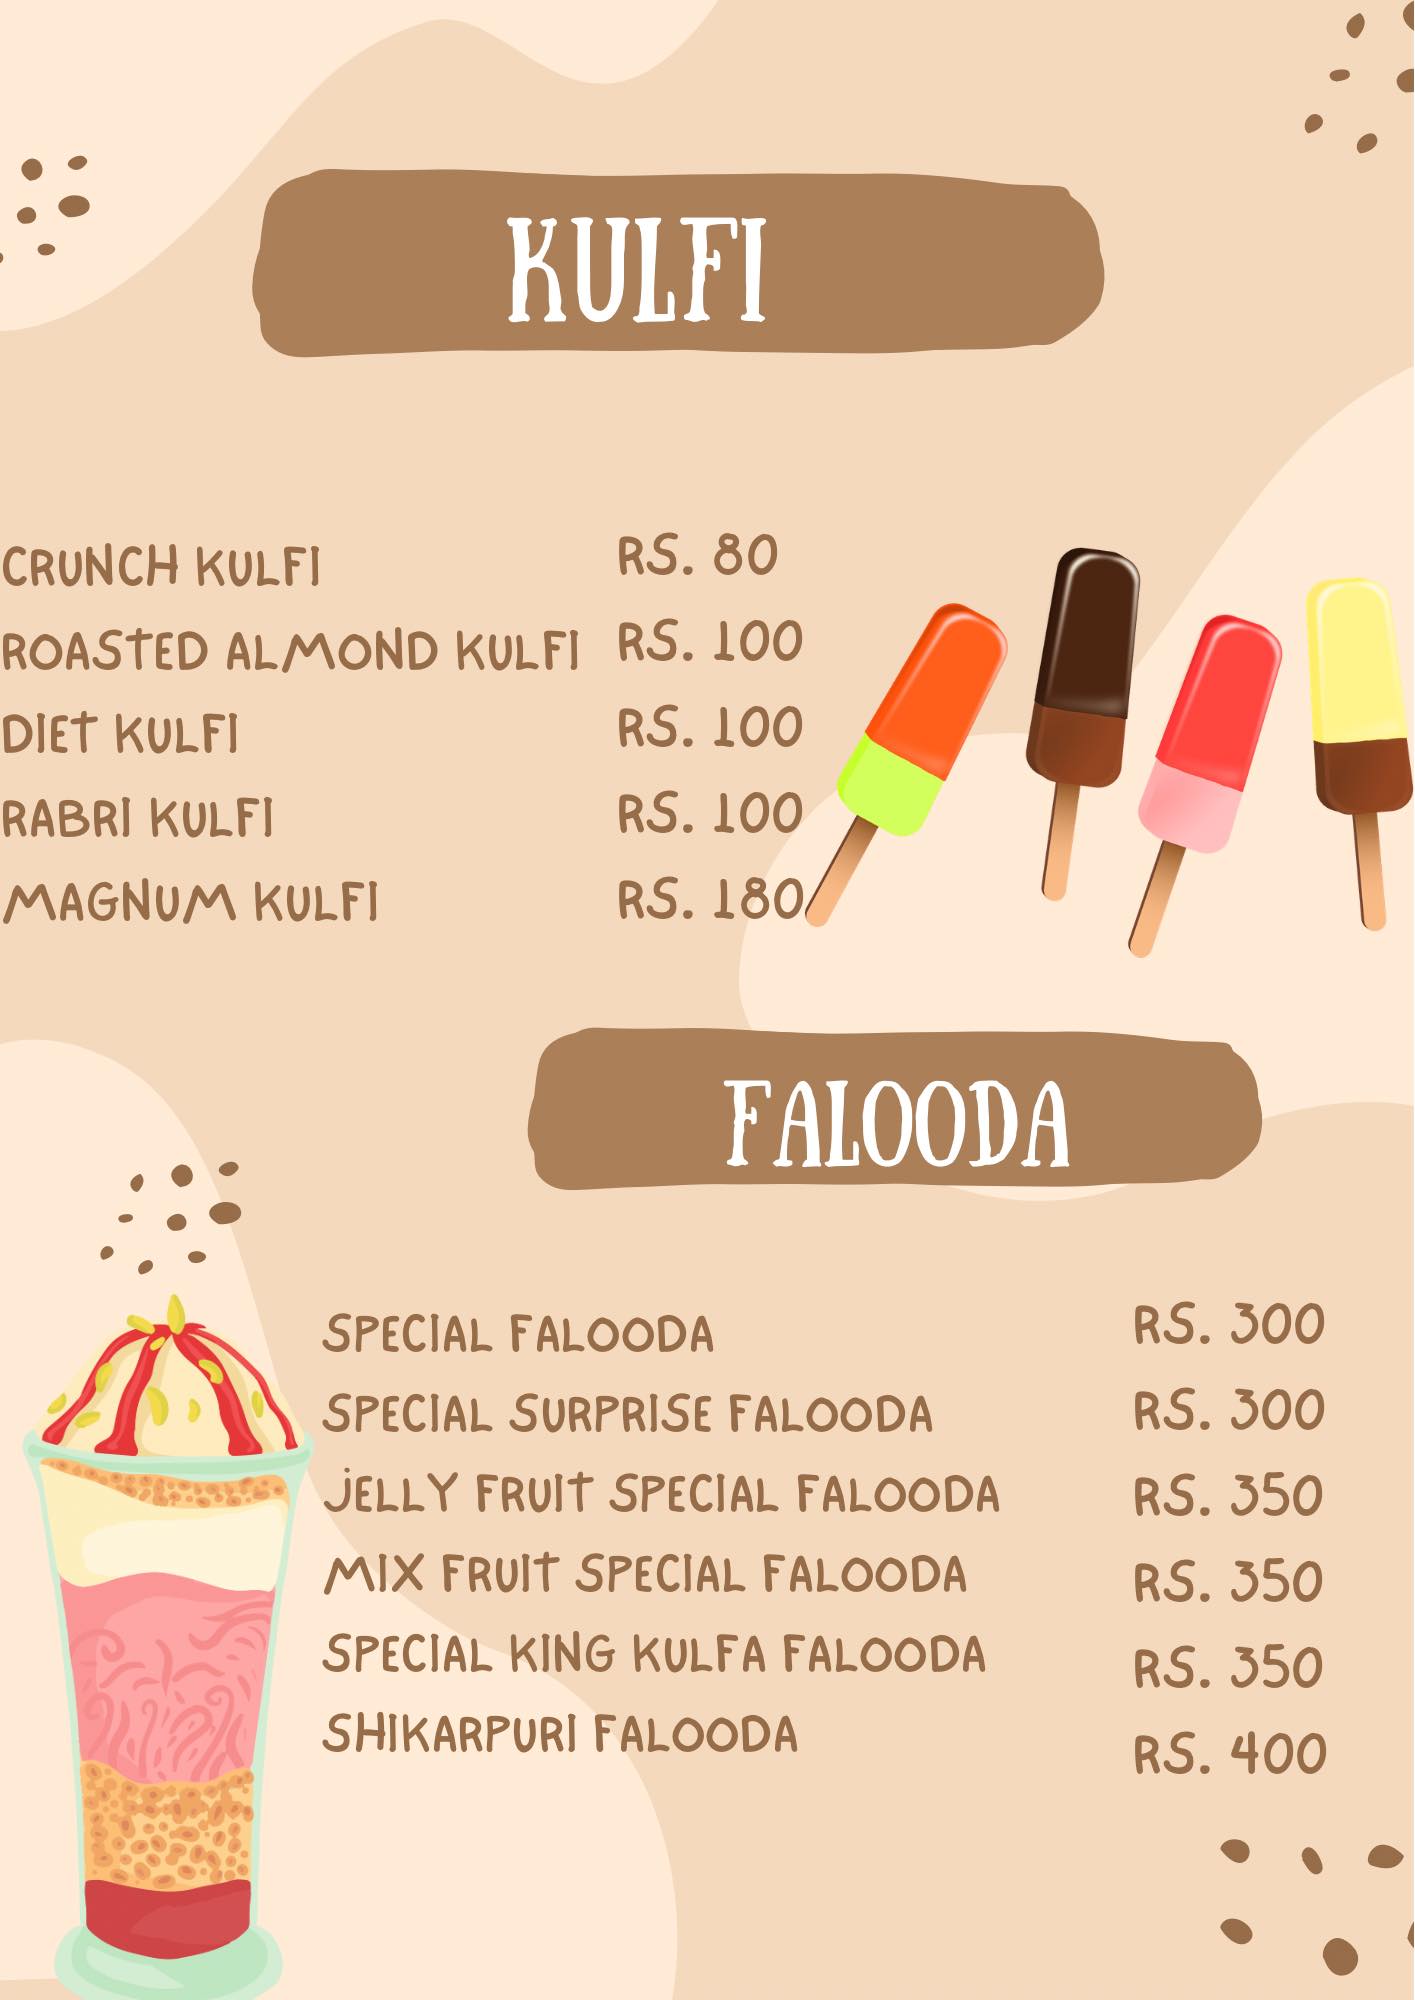 KULFI
CRUNCH KULFI RS. 80
ROASTED ALMOND KULFI RS. 100
DIET KULFI RS. 100
RABRI KULFI RS. 100
MAGNUM KULFI RS. 180
FALOODA
SPECIAL FALOODA RS. 300
SPECIAL SURPRISE FALOODA RS. 300
JELLY FRUIT SPECIAL FALOODA RS. 350
MIX FRUIT SPECIAL FALOODA RS. 350
SPECIAL KING KULFA FALOODA RS. 350
SHIKARPURI FALOODA RS. 400